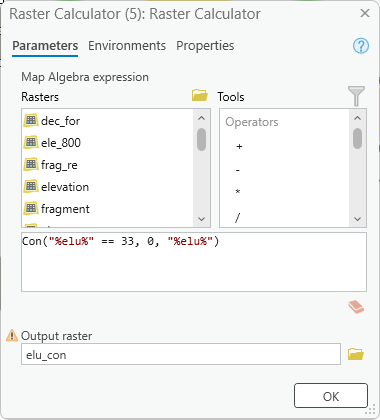 Raster Calculator (5): Raster Calculator
Parameters Environments Properties
Map Algebra expression
Rasters Tools
dec_for
ele_800
frag_re
elevation
fragment
Operators
+
-
*
/
Con("%elu%" == 33, 0, "%elu%")
Output raster
elu_con
OK